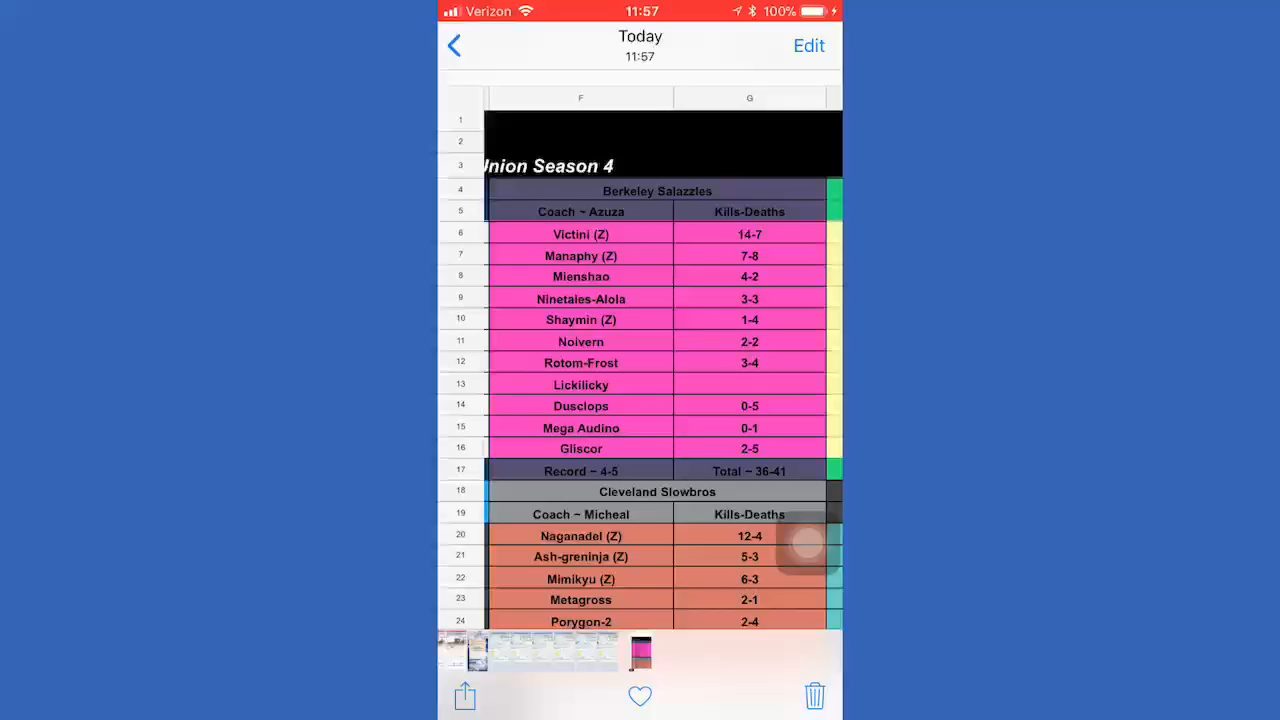 Verizon 11:57 100%
Today
11:57
Edit
F G
1
2
3 Union Season 4
4 Berkeley Salazzles
5 Coach ~ Azuza Kills-Deaths
6 Victini (Z) 14-7
7 Manaphy (Z) 7-8
8 Mienshao 4-2
9 Ninetales-Alola 3-3
10 Shaymin (Z) 1-4
11 Noivern 2-2
12 Rotom-Frost 3-4
13 Lickilicky
14 Dusclops 0-5
15 Mega Audino 0-1
16 Gliscor 2-5
17 Record ~ 4-5 Total ~ 36-41
18 Cleveland Slowbros
19 Coach ~ Micheal Kills-Deaths
20 Naganadel (Z) 12-4
21 Ash-greninja (Z) 5-3
22 Mimikyu (Z) 6-3
23 Metagross 2-1
24 Porygon-2 2-4